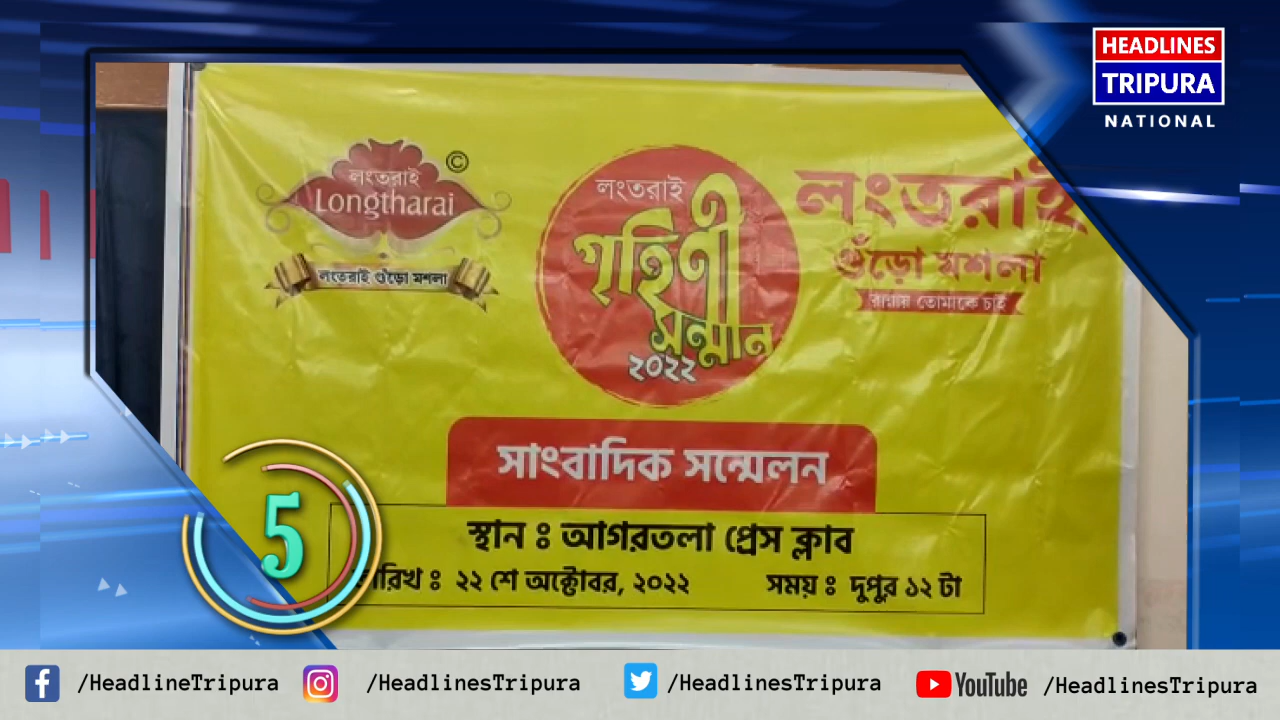 HEADLINES
TRIPURA
NATIONAL
লংতরাই
Longtharai
©
লংতরাই গুঁড়ো মশলা
লংতরাই
গৃহিণী
সম্মান
২০২২
লংতরাই
গুঁড়ো মশলা
রান্নায় তোমাকে চাই
সাংবাদিক সম্মেলন
স্থান ঃ আগরতলা প্রেস ক্লাব
তারিখ ঃ ২২ শে অক্টোবর, ২০২২ সময় ঃ দুপুর ১২ টা
5
/HeadlineTripura /HeadlinesTripura /HeadlinesTripura YouTube /HeadlinesTripura